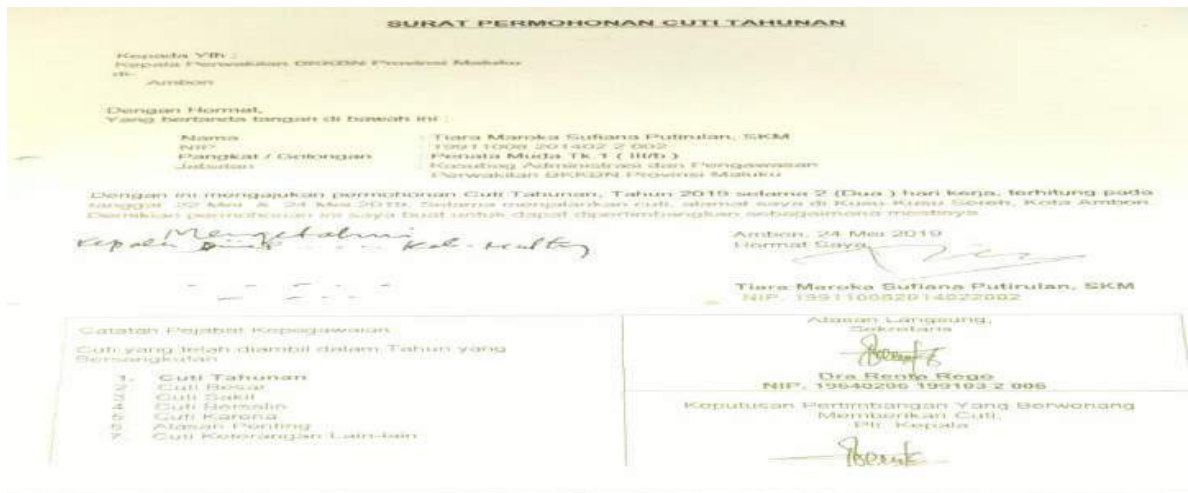 SURAT PERMOHONAN CUTI TAHUNAN
Kepada Yth :
Kepala Perwakilan BKKBN Provinsi Maluku
di-
Ambon
Dengan Hormat,
Yang bertanda tangan di bawah ini :
Nama : Tiara Maroka Sufiana Putirulan, SKM
NIP : 19911008 201402 2 002
Pangkat / Golongan : Penata Muda Tk 1 ( III/b )
Jabatan : Kasubag Administrasi dan Pengawasan
Perwakilan BKKBN Provinsi Maluku
Dengan ini mengajukan permohonan Cuti Tahunan, Tahun 2019 selama 2 (Dua ) hari kerja, terhitung pada
tanggal 22 Mei & 24 Mei 2019, Selama menjalankan cuti, alamat saya di Kusu-Kusu Sereh, Kota Ambon.
Demikian permohonan ini saya buat untuk dapat dipertimbangkan sebagaimana mestinya.
Mengetahui
Kepala Dinas . . . . Kab. Malteng
Ambon, 24 Mei 2019
Hormat Saya
Tiara Maroka Sufiana Putirulan, SKM
NIP. 199110082014022002
Catatan Pejabat Kepegawaian
Cuti yang telah diambil dalam Tahun yang
Bersangkutan
1. Cuti Tahunan
2. Cuti Besar
3. Cuti Sakit
4. Cuti Bersalin
5. Cuti Karena
6. Alasan Penting
7. Cuti Keterangan Lain-lain
Atasan Langsung,
Sekretaris
Dra Renta Rego
NIP. 19640206 199103 2 006
Keputusan Pertimbangan Yang Berwenang
Memberikan Cuti,
Plt. Kepala